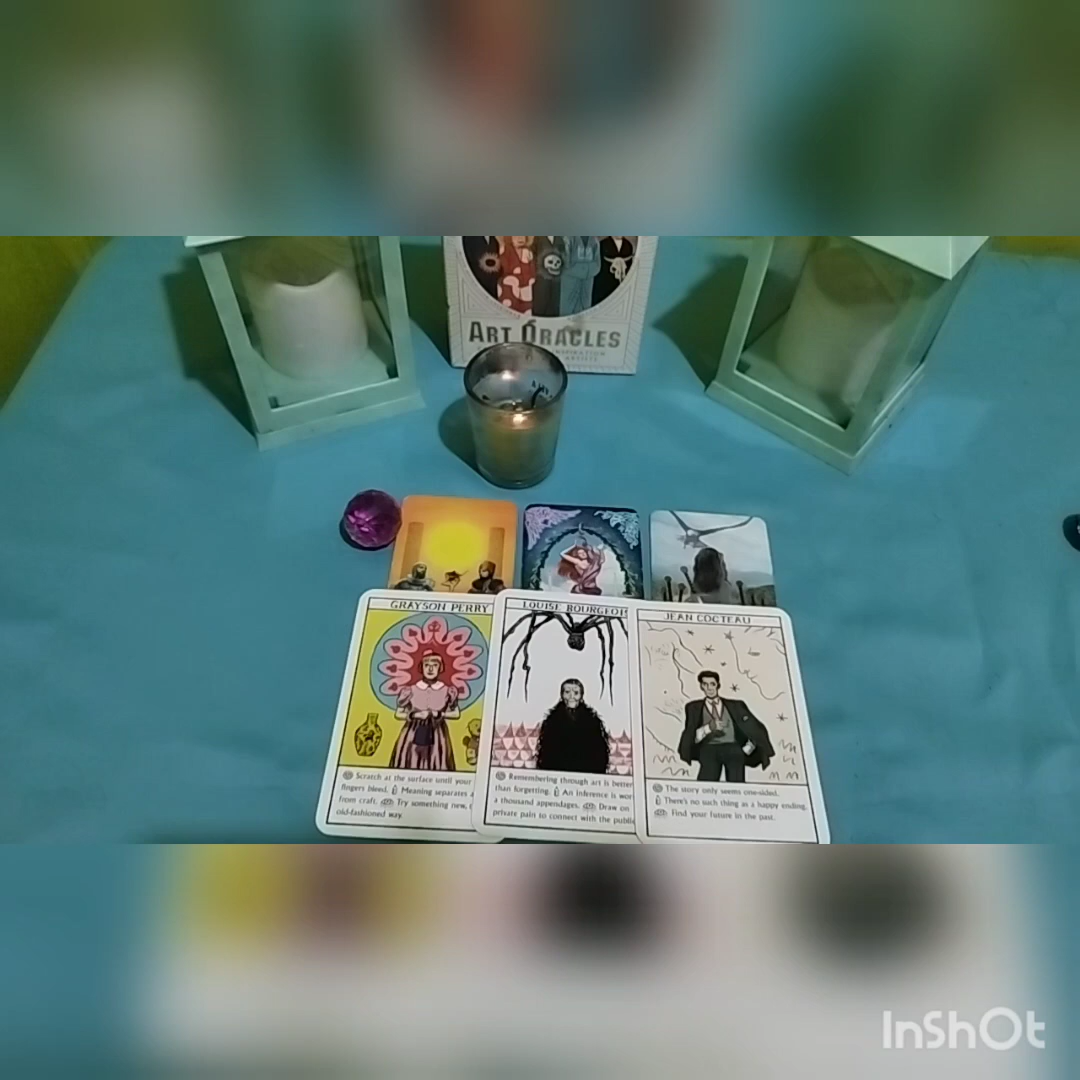 ART ORACLES
GRAYSON PERRY
Scratch at the surface until your
fingers bleed. Meaning separates
from craft. Try something new,
old-fashioned way.
LOUISE BOURGEOI
Remembering through art is better
than forgetting. An inference is
a thousand appendages. Draw on
private pain to connect with the
JEAN COCTEAU
The story only seems one-sided.
There's no such thing as a happy ending.
Find your future in the past.
InShOt